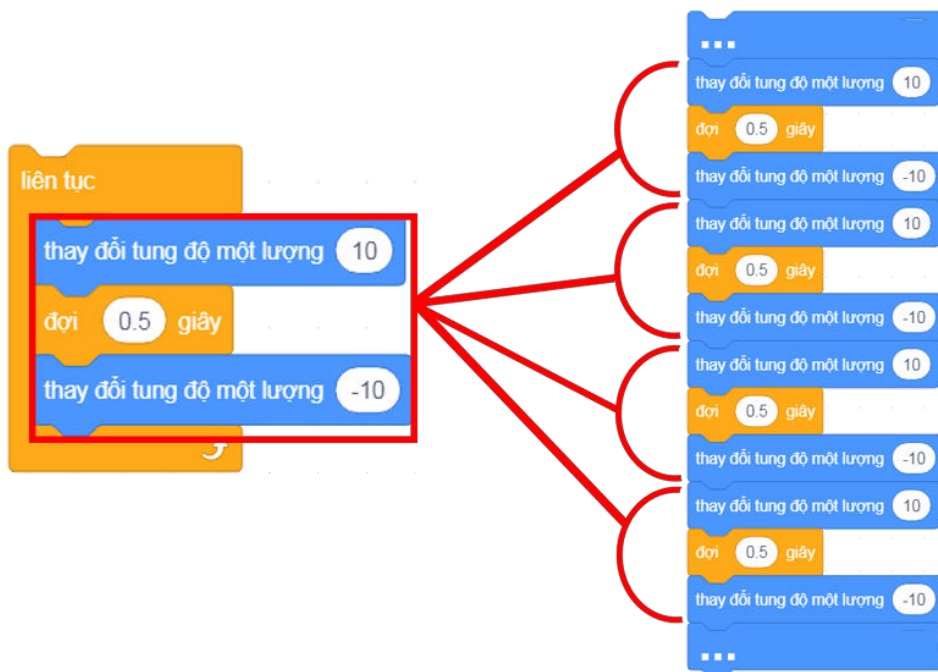 liên tục
thay đổi tung độ một lượng 10
đợi 0.5 giây
thay đổi tung độ một lượng -10
...
thay đổi tung độ một lượng 10
đợi 0.5 giây
thay đổi tung độ một lượng -10
thay đổi tung độ một lượng 10
đợi 0.5 giây
thay đổi tung độ một lượng -10
thay đổi tung độ một lượng 10
đợi 0.5 giây
thay đổi tung độ một lượng -10
thay đổi tung độ một lượng 10
đợi 0.5 giây
thay đổi tung độ một lượng -10
...